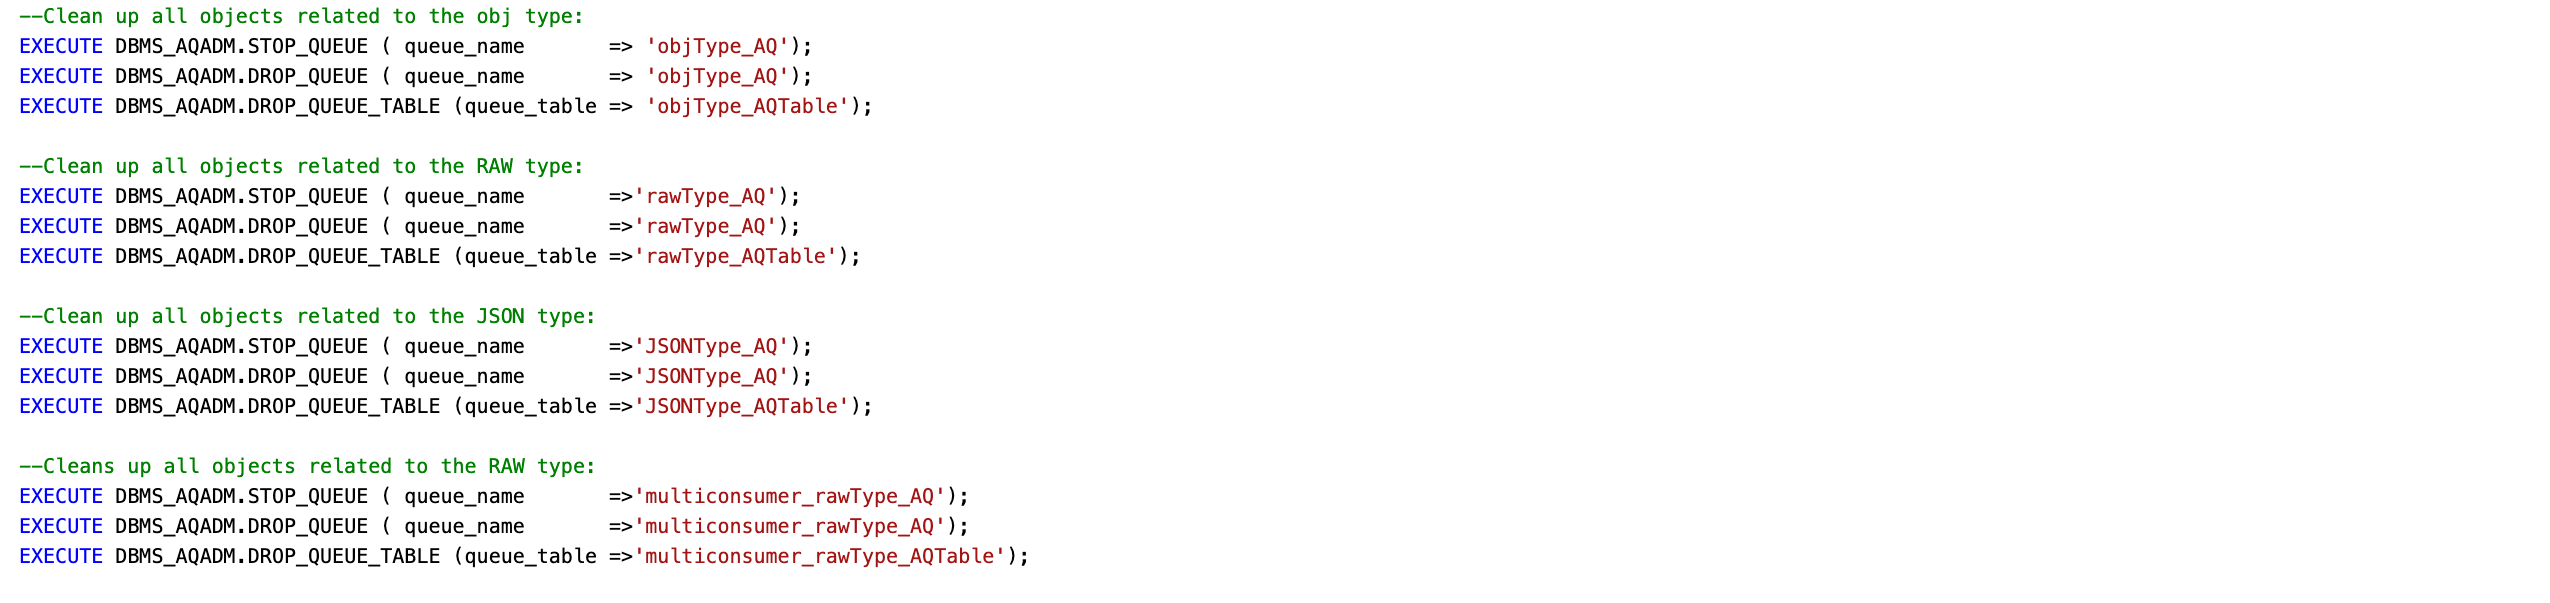 --Clean up all objects related to the obj type:
EXECUTE DBMS_AQADM.STOP_QUEUE ( queue_name       => 'objType_AQ');
EXECUTE DBMS_AQADM.DROP_QUEUE ( queue_name       => 'objType_AQ');
EXECUTE DBMS_AQADM.DROP_QUEUE_TABLE (queue_table => 'objType_AQTable');

--Clean up all objects related to the RAW type:
EXECUTE DBMS_AQADM.STOP_QUEUE ( queue_name       =>'rawType_AQ');
EXECUTE DBMS_AQADM.DROP_QUEUE ( queue_name       =>'rawType_AQ');
EXECUTE DBMS_AQADM.DROP_QUEUE_TABLE (queue_table =>'rawType_AQTable');

--Clean up all objects related to the JSON type:
EXECUTE DBMS_AQADM.STOP_QUEUE ( queue_name       =>'JSONType_AQ');
EXECUTE DBMS_AQADM.DROP_QUEUE ( queue_name       =>'JSONType_AQ');
EXECUTE DBMS_AQADM.DROP_QUEUE_TABLE (queue_table =>'JSONType_AQTable');

--Cleans up all objects related to the RAW type:
EXECUTE DBMS_AQADM.STOP_QUEUE ( queue_name       =>'multiconsumer_rawType_AQ');
EXECUTE DBMS_AQADM.DROP_QUEUE ( queue_name       =>'multiconsumer_rawType_AQ');
EXECUTE DBMS_AQADM.DROP_QUEUE_TABLE (queue_table =>'multiconsumer_rawType_AQTable');